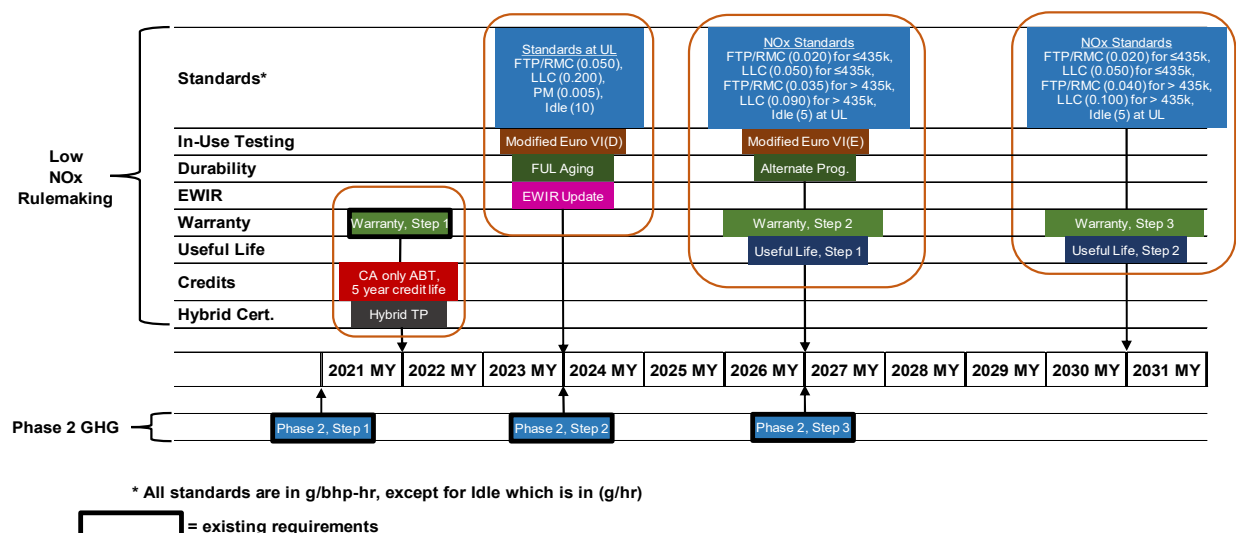 Low
NOx
Rulemaking
Standards*
Standards at UL
FTP/RMC (0.050),
LLC (0.200),
PM (0.005),
Idle (10)
NOx Standards
FTP/RMC (0.020) for ≤435k,
LLC (0.050) for ≤435k,
FTP/RMC (0.035) for > 435k,
LLC (0.090) for > 435k,
Idle (5) at UL
NOx Standards
FTP/RMC (0.020) for ≤435k,
LLC (0.050) for ≤435k,
FTP/RMC (0.040) for > 435k,
LLC (0.100) for > 435k,
Idle (5) at UL
In-Use Testing
Modified Euro VI(D)
Modified Euro VI(E)
Durability
FUL Aging
Alternate Prog.
EWIR
EWIR Update
Warranty
Warranty, Step 1
Warranty, Step 2
Warranty, Step 3
Useful Life
Useful Life, Step 1
Useful Life, Step 2
Credits
CA only ABT,
5 year credit life
Hybrid Cert.
Hybrid TP
2021 MY
2022 MY
2023 MY
2024 MY
2025 MY
2026 MY
2027 MY
2028 MY
2029 MY
2030 MY
2031 MY
Phase 2 GHG
Phase 2, Step 1
Phase 2, Step 2
Phase 2, Step 3
* All standards are in g/bhp-hr, except for Idle which is in (g/hr)
= existing requirements